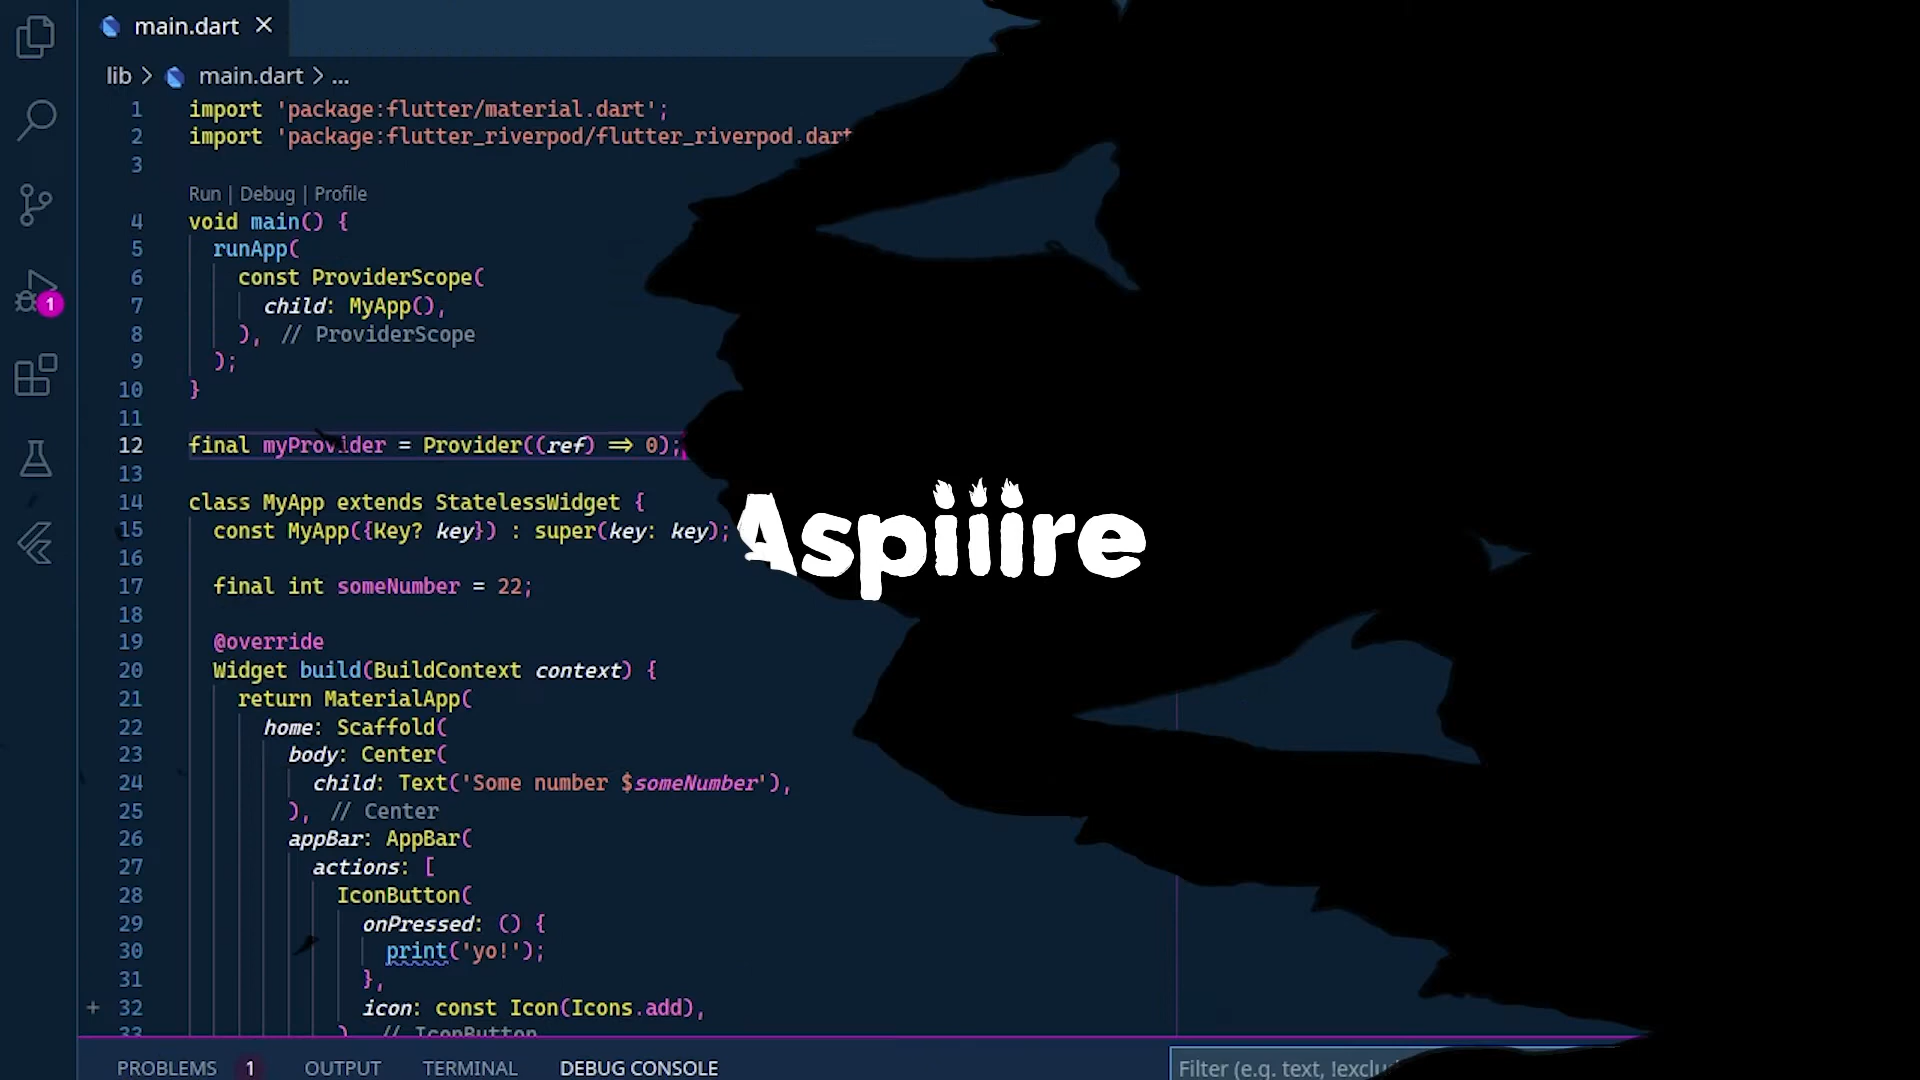 main.dart
lib > main.dart > ...
1 import 'package:flutter/material.dart';
2 import 'package:flutter_riverpod/flutter_riverpod.dart
3
Run | Debug | Profile
4 void main() {
5 runApp(
6 const ProviderScope(
7 child: MyApp(),
8 ), // ProviderScope
9 );
10 }
11
12 final myProvider = Provider((ref) => 0);
13
14 class MyApp extends StatelessWidget {
15 const MyApp({Key? key}) : super(key: key);
16
17 final int someNumber = 22;
18
19 @override
20 Widget build(BuildContext context) {
21 return MaterialApp(
22 home: Scaffold(
23 body: Center(
24 child: Text('Some number $someNumber'),
25 ), // Center
26 appBar: AppBar(
27 actions: [
28 IconButton(
29 onPressed: () {
30 print('yo!');
31 },
32 icon: const Icon(Icons.add),
33 ), // IconButton
Aspiiire
1
PROBLEMS 1 OUTPUT TERMINAL DEBUG CONSOLE
Filter (e.g. text, !exclu